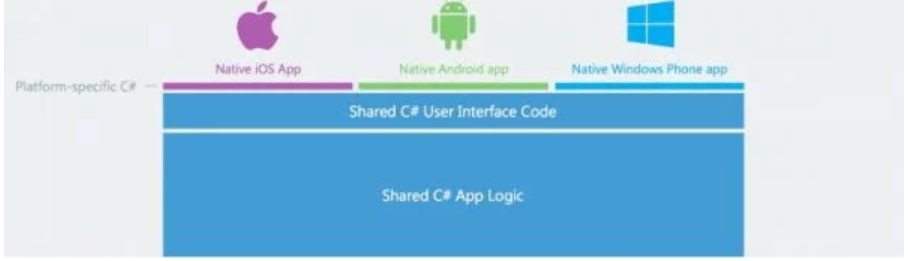 Native iOS App
Native Android app
Native Windows Phone app
Platform-specific C#
Shared C# User Interface Code
Shared C# App Logic